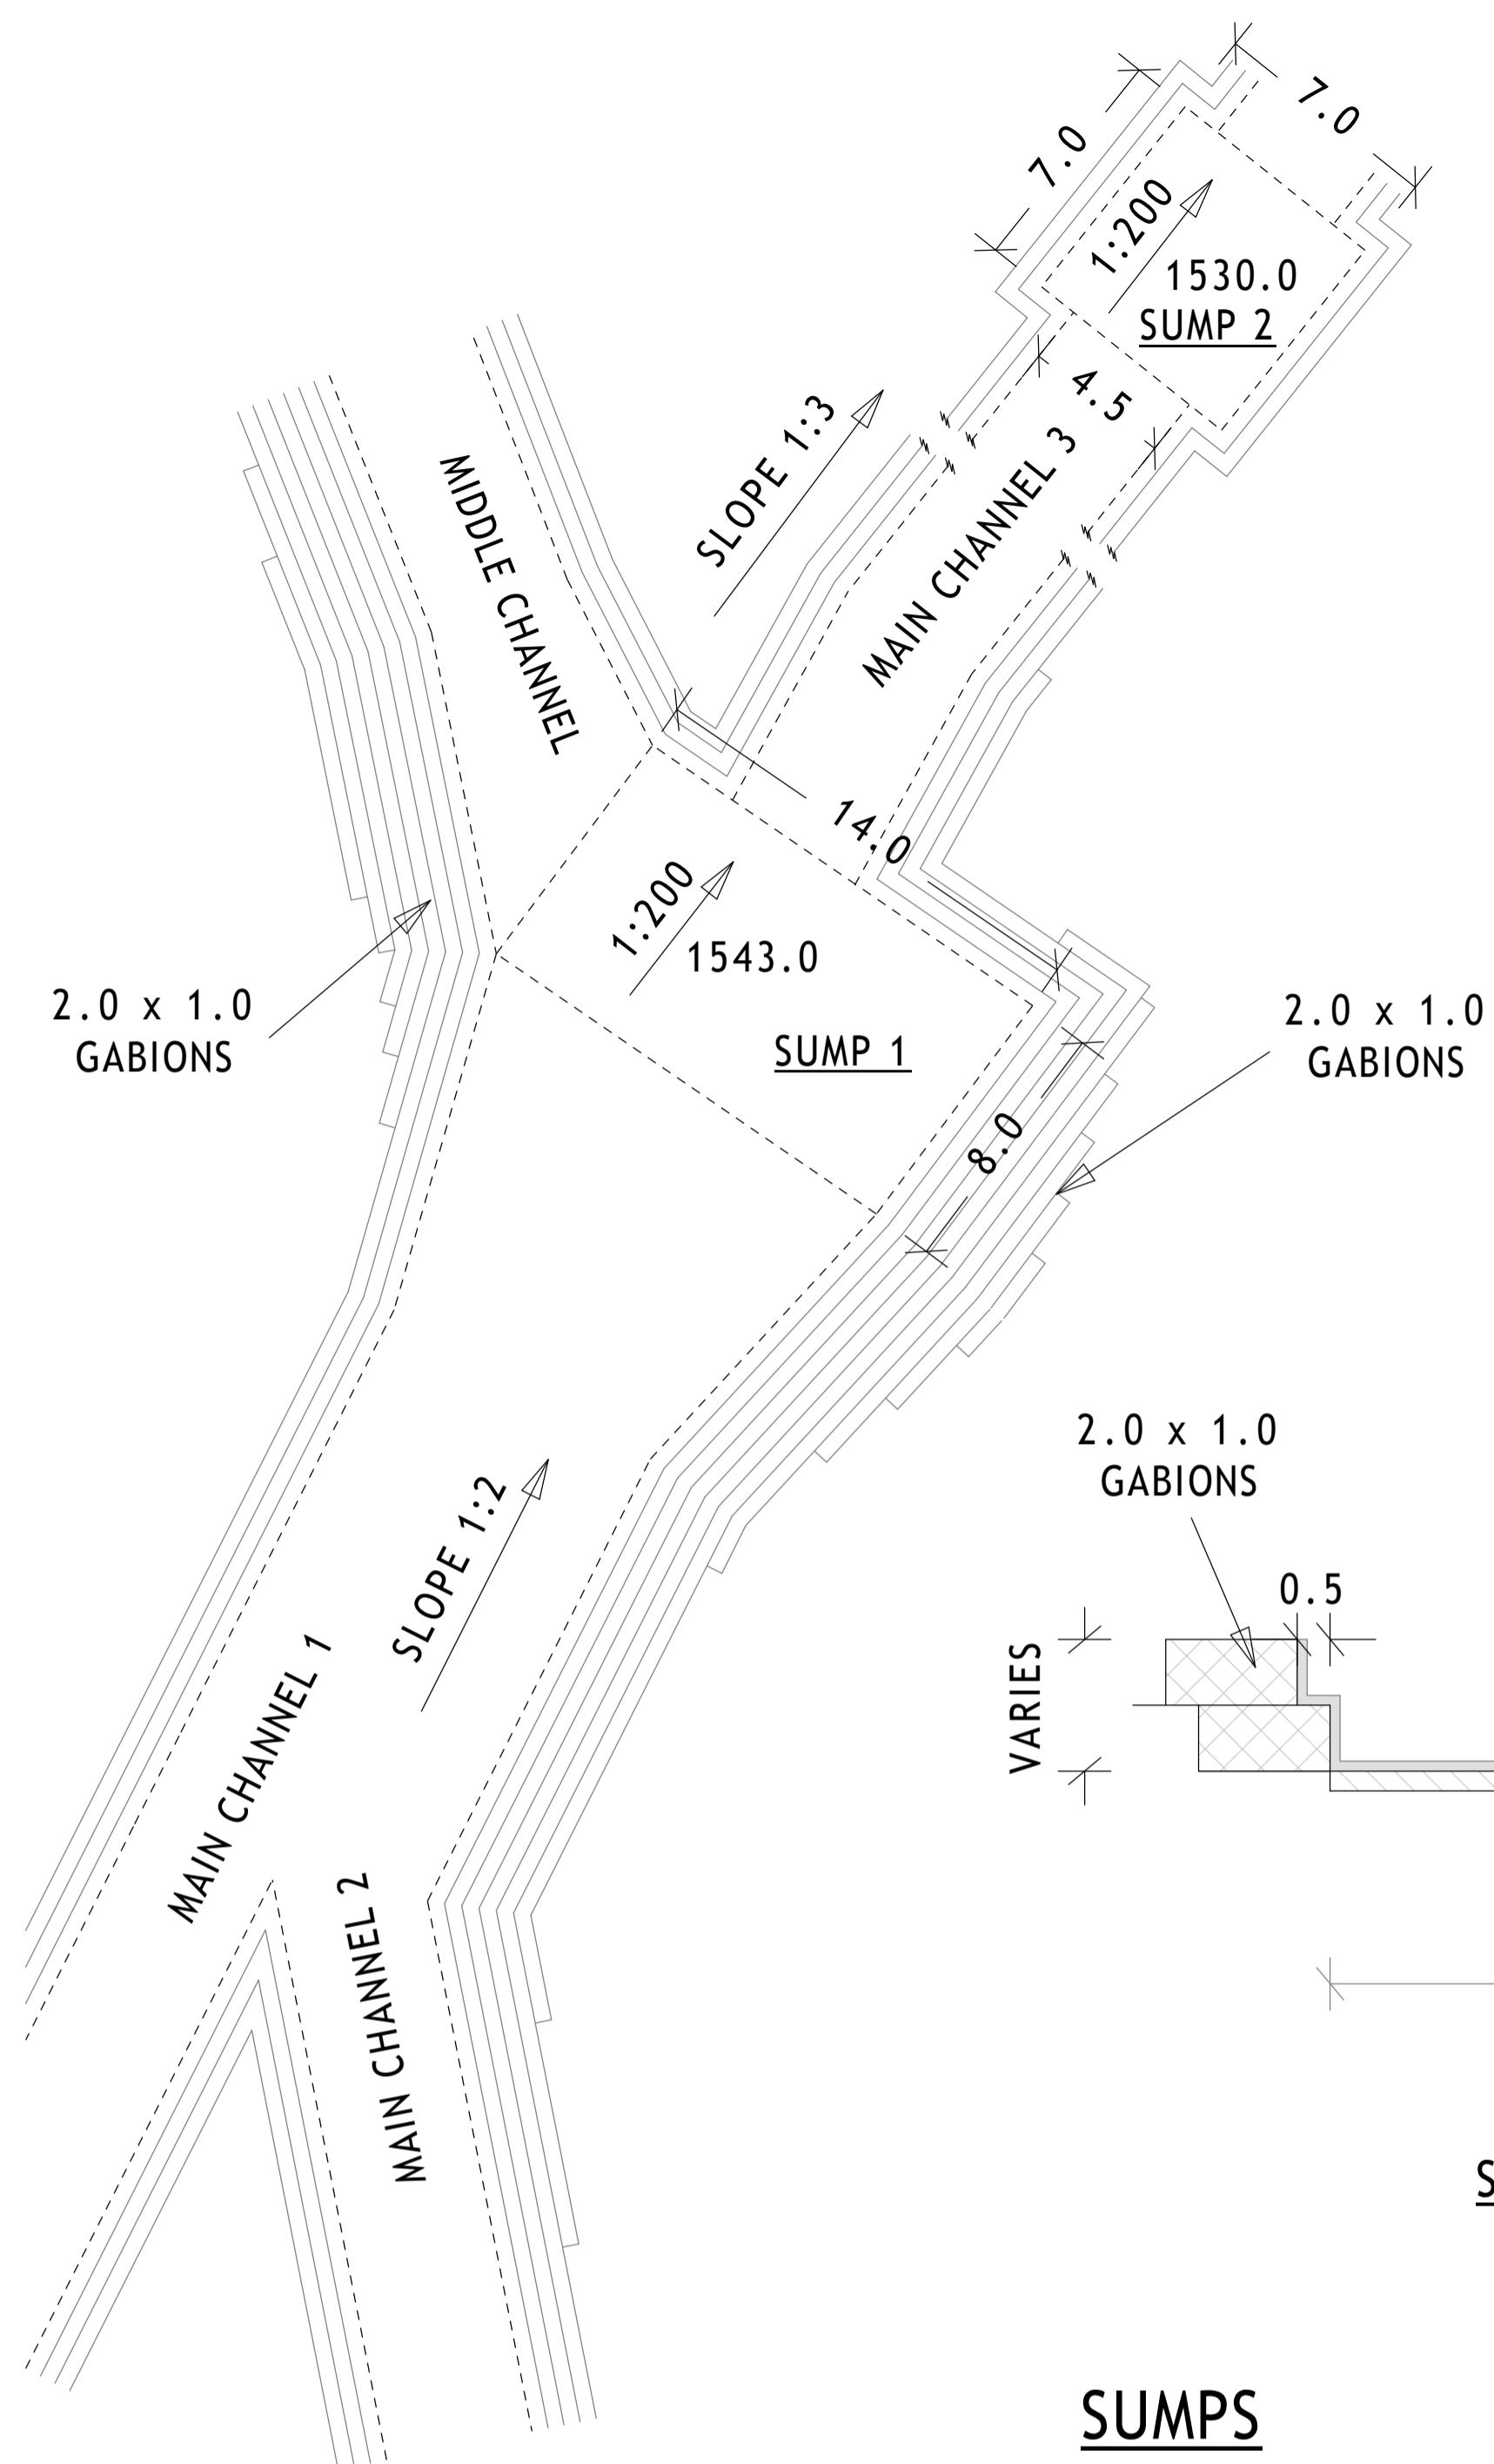 7.0
7.0
1:200
1530.0
SUMP 2
4.5
SLOPE 1:3
MAIN CHANNEL 3
MIDDLE CHANNEL
14.0
1:200
1543.0
SUMP 1
2.0 x 1.0
GABIONS
2.0 x 1.0
GABIONS
8.0
2.0 x 1.0
GABIONS
0.5
VARIES
SLOPE 1:2
MAIN CHANNEL 1
MAIN CHANNEL 2
SUMPS